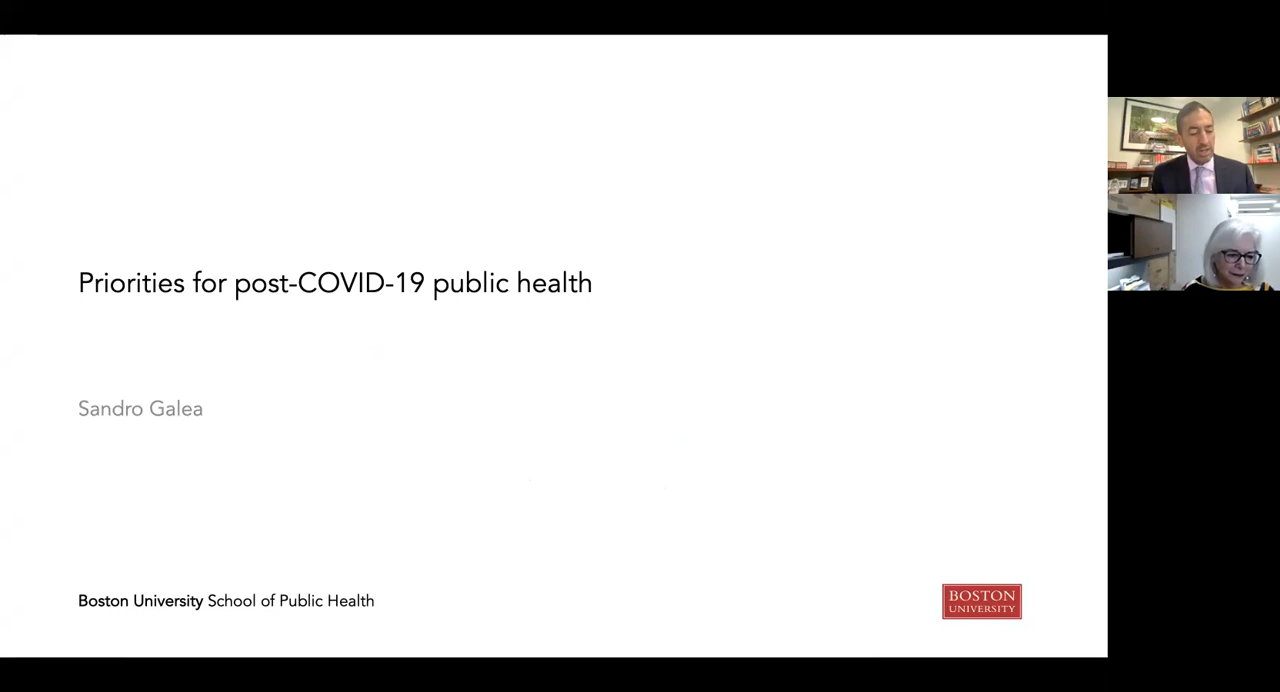 Priorities for post-COVID-19 public health
Sandro Galea
Boston University School of Public Health
BOSTON
UNIVERSITY